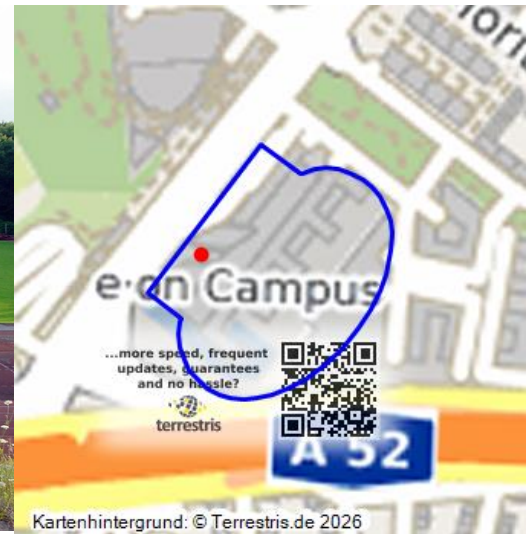 e·on Campus
...more speed, frequent
updates, guarantees
and no hassle?
terrestris
A 52
Kartenhintergrund: © Terrestris.de 2026